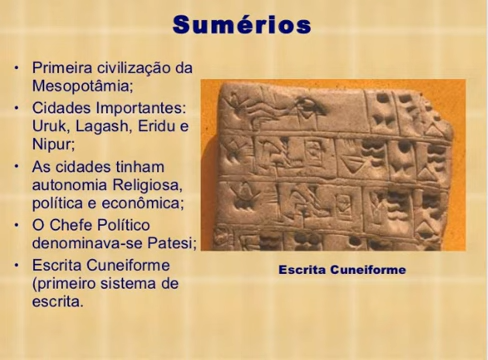 Sumérios
• Primeira civilização da
Mesopotâmia;
• Cidades Importantes:
Uruk, Lagash, Eridu e
Nipur;
• As cidades tinham
autonomia Religiosa,
política e econômica;
• O Chefe Político
denominava-se Patesi;
• Escrita Cuneiforme
(primeiro sistema de
escrita.
Escrita Cuneiforme